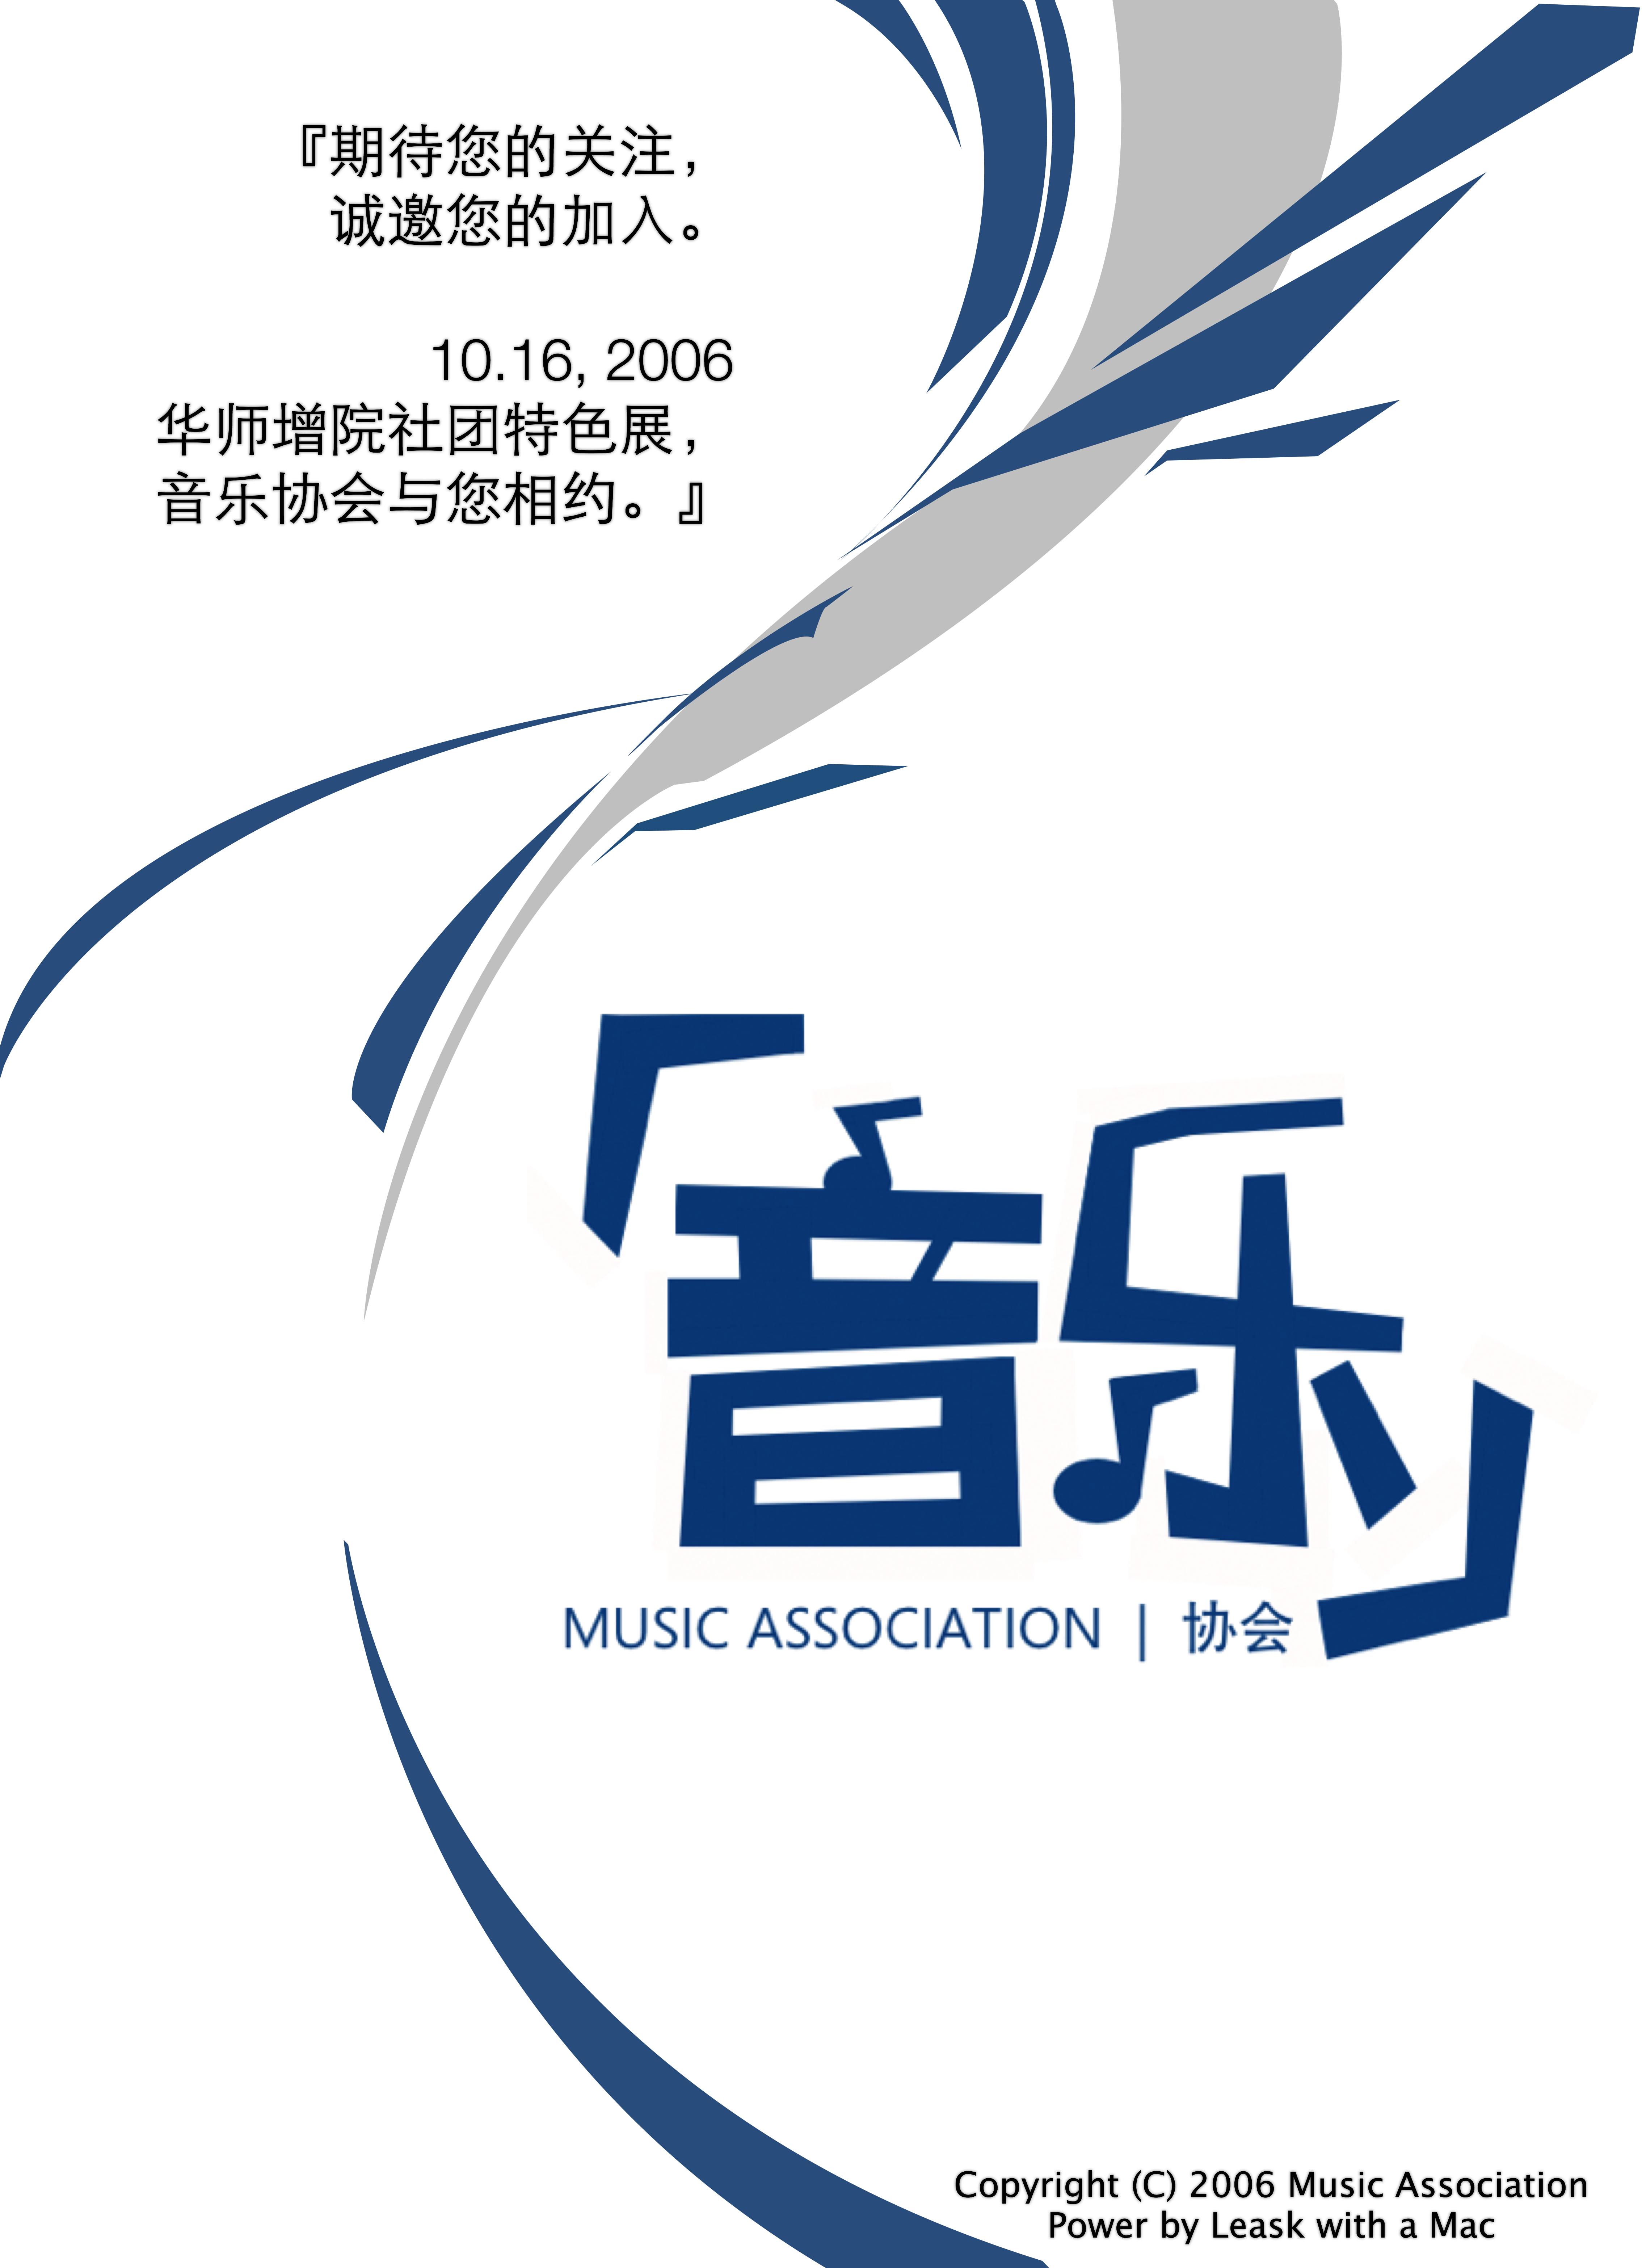 『期待您的关注，
诚邀您的加入。
10.16, 2006
华师增院社团特色展，
音乐协会与您相约。』
「音乐」
MUSIC ASSOCIATION | 协会
Copyright (C) 2006 Music Association
Power by Leask with a Mac